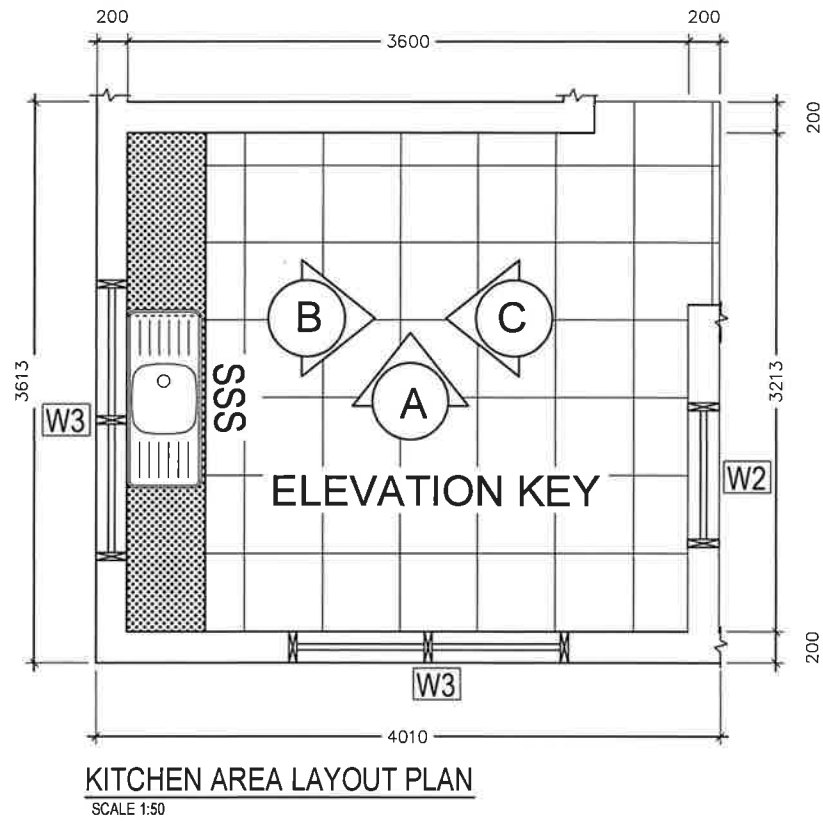 200
3600
200
200
B
C
A
SSS
3613
3213
W3
W2
ELEVATION KEY
200
W3
4010
KITCHEN AREA LAYOUT PLAN
SCALE 1:50